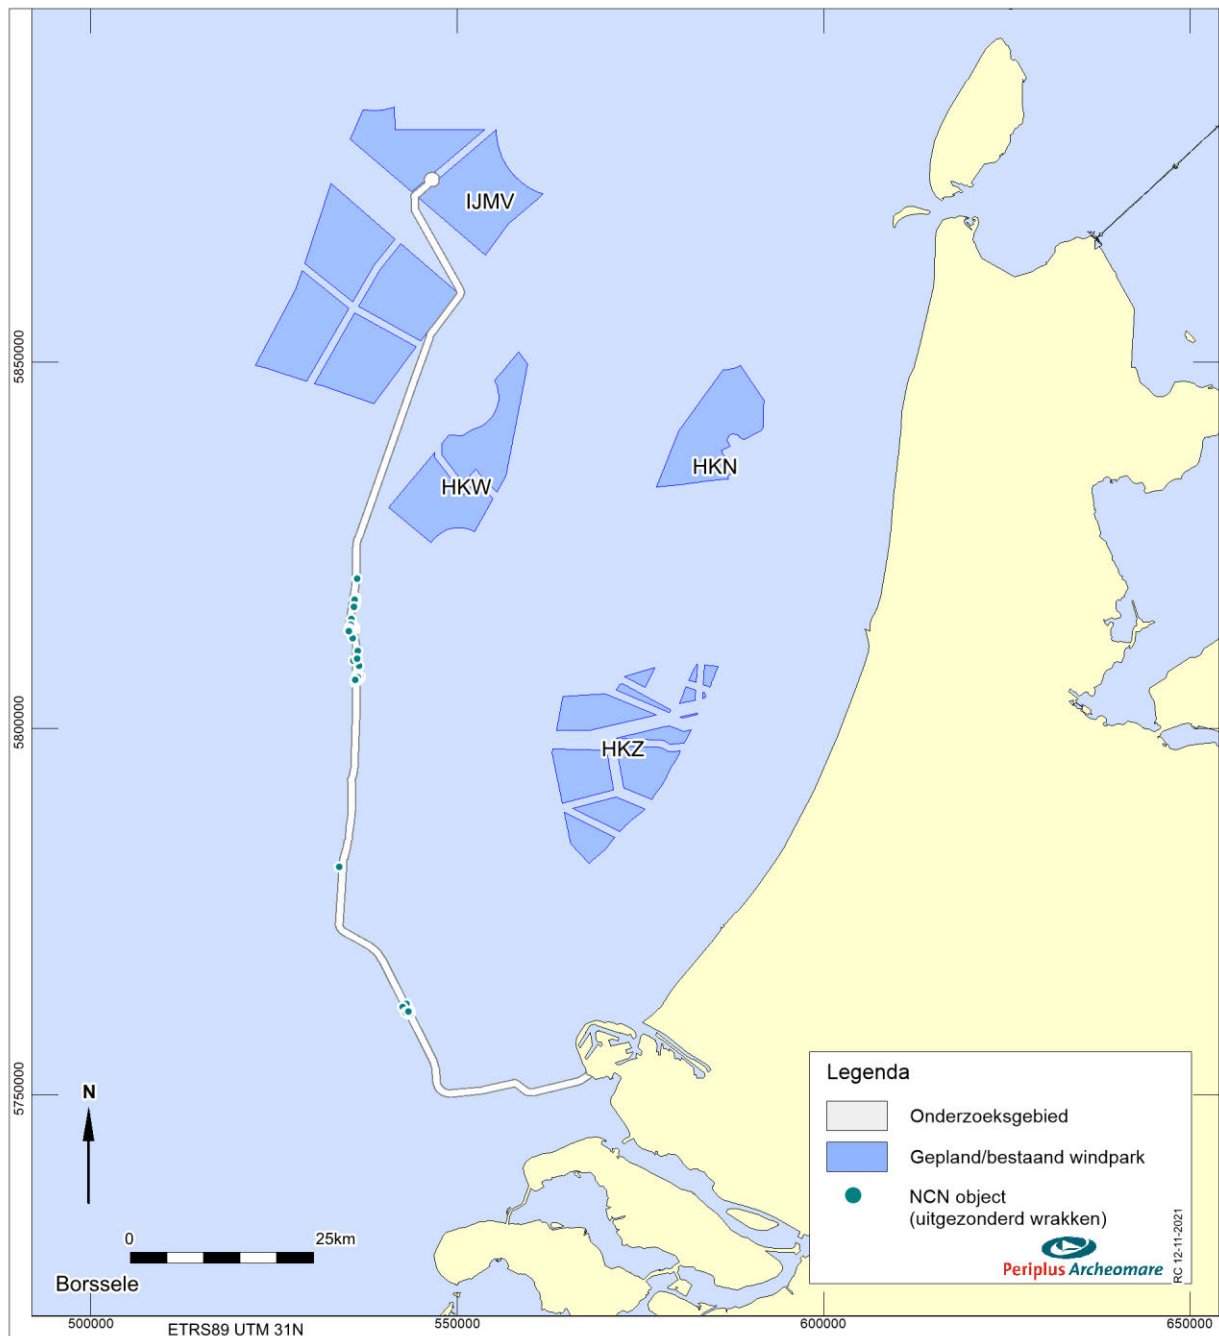 IJMV
5850000
HKW
HKN
5800000
HKZ
5750000
N
0 25km
Borssele
Legenda
Onderzoeksgebied
Gepland/bestaand windpark
NCN object
(uitgezonderd wrakken)
Periplus Archeomare
RC 12-11-2021
500000 ETRS89 UTM 31N 550000 600000 650000